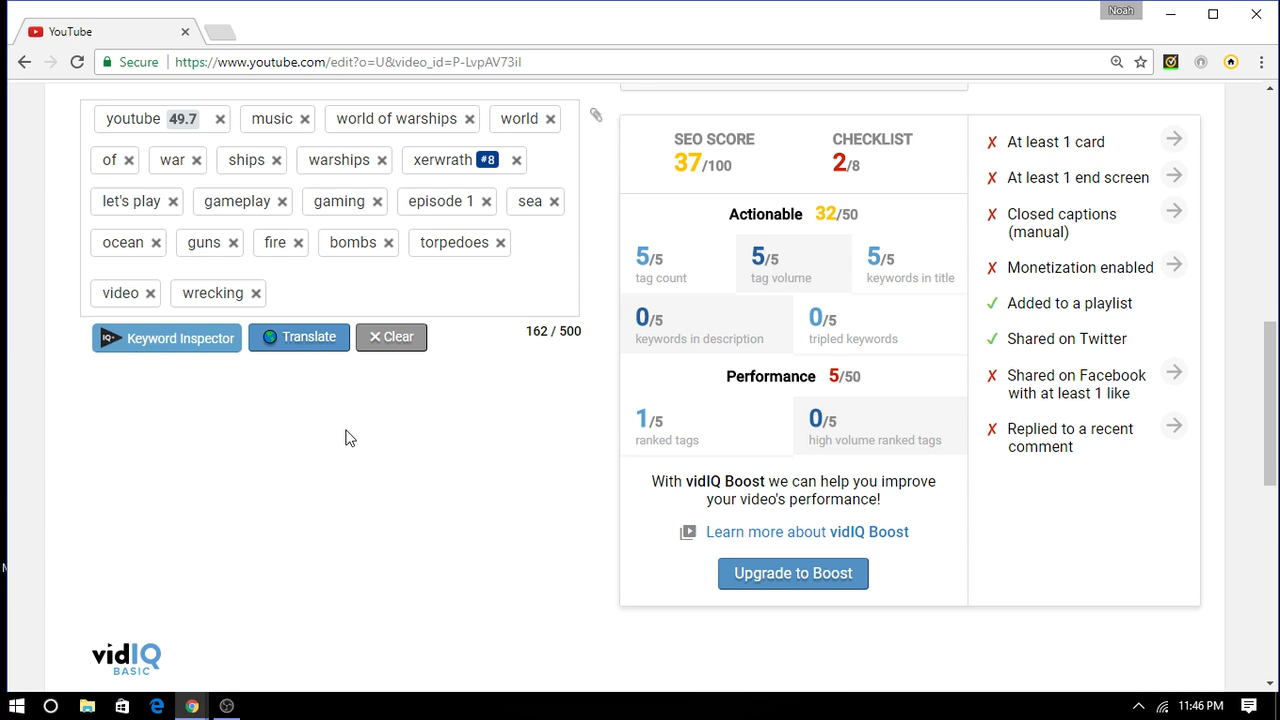 Noah
YouTube
Secure https://www.youtube.com/edit?o=U&video_id=P-LvpAV73iI
youtube 49.7 music world of warships world
of war ships warships xerwrath #8
let's play gameplay gaming episode 1 sea
ocean guns fire bombs torpedoes
video wrecking
IQ Keyword Inspector Translate Clear 162 / 500
SEO SCORE CHECKLIST
37/100 2/8
Actionable 32/50
5/5 5/5 5/5
tag count tag volume keywords in title
0/5 0/5
keywords in description tripled keywords
Performance 5/50
1/5 0/5
ranked tags high volume ranked tags
With vidIQ Boost we can help you improve
your video's performance!
Learn more about vidIQ Boost
Upgrade to Boost
At least 1 card
At least 1 end screen
Closed captions
(manual)
Monetization enabled
Added to a playlist
Shared on Twitter
Shared on Facebook
with at least 1 like
Replied to a recent
comment
vidIQ
BASIC
11:46 PM